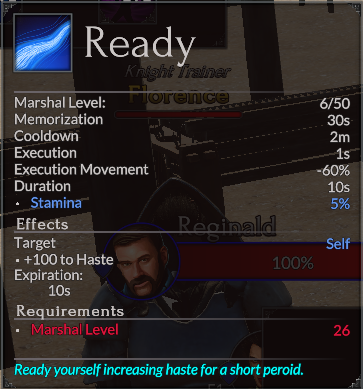 Ready
Knight Trainer
Florence
Marshal Level: 6/50
Memorization 30s
Cooldown 2m
Execution 1s
Execution Movement -60%
Duration 10s
• Stamina 5%
Effects
Reginald
Target Self
• +100 to Haste
100%
Expiration:
10s
Requirements
• Marshal Level 26
Ready yourself increasing haste for a short peroid.